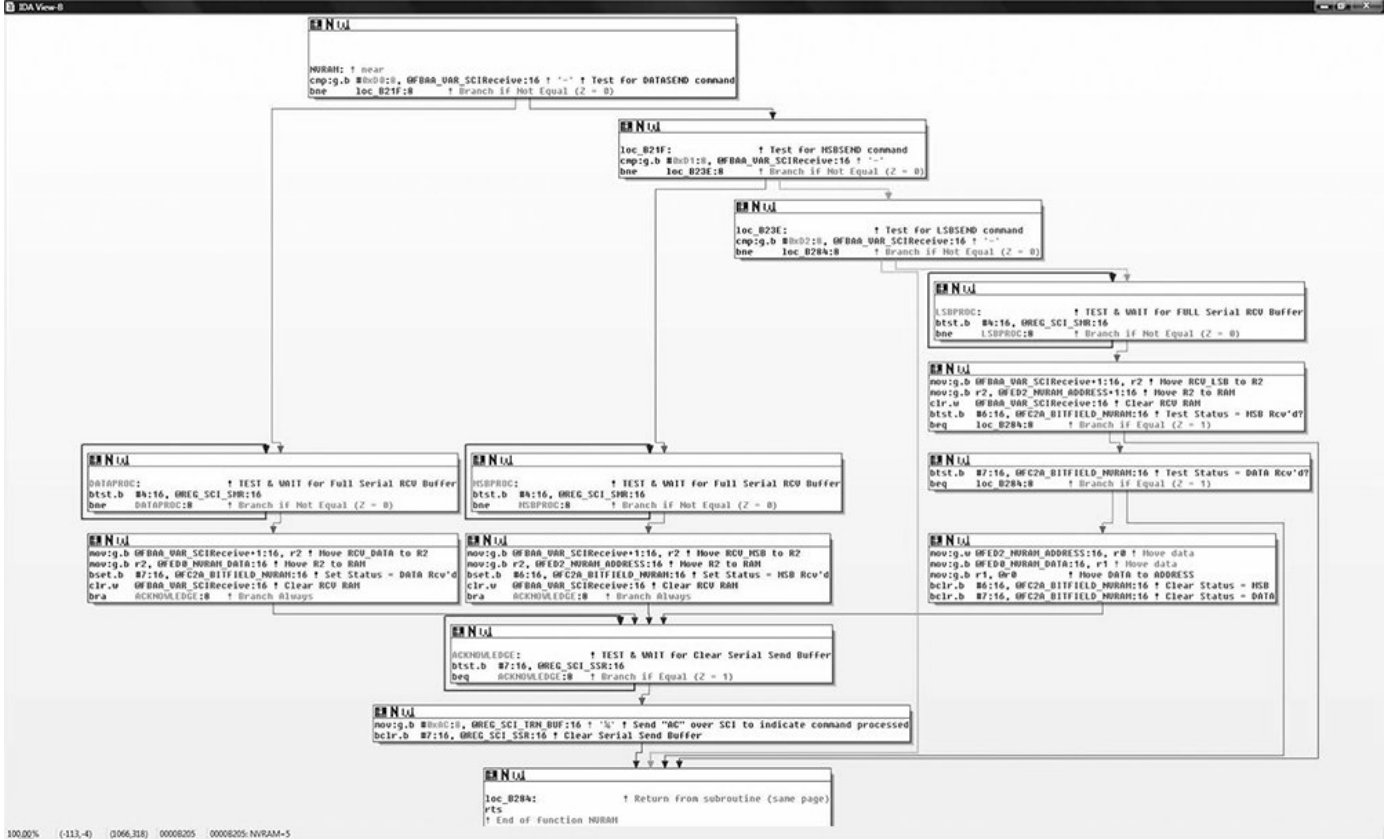 IDA View-B
NVRAM: ! near
cmp:g.b #0xD0:8, @FBAA_VAR_SCIReceive:16 ! '-' ! Test for DATASEND command
bne loc_B21F:8 ! Branch if Not Equal (Z = 0)
loc_B21F: ! Test for MSBSEND command
cmp:g.b #0xD1:8, @FBAA_VAR_SCIReceive:16 ! '-'
bne loc_B23E:8 ! Branch if Not Equal (Z = 0)
loc_B23E: ! Test for LSBSEND command
cmp:g.b #0xD2:8, @FBAA_VAR_SCIReceive:16 ! '-'
bne loc_B284:8 ! Branch if Not Equal (Z = 0)
LSBPROC: ! TEST & WAIT for FULL Serial RCV Buffer
btst.b #4:16, @REG_SCI_SMR:16
bne LSBPROC:8 ! Branch if Not Equal (Z = 0)
mov:g.b @FBAA_VAR_SCIReceive+1:16, r2 ! Move RCV_LSB to R2
mov:g.b r2, @FED2_NVRAM_ADDRESS+1:16 ! Move R2 to RAM
clr.w @FBAA_VAR_SCIReceive:16 ! Clear RCV RAM
btst.b #6:16, @FC2A_BITFIELD_NVRAM:16 ! Test Status - MSB Rcv'd?
beq loc_B284:8 ! Branch if Equal (Z = 1)
btst.b #7:16, @FC2A_BITFIELD_NVRAM:16 ! Test Status - DATA Rcv'd?
beq loc_B284:8 ! Branch if Equal (Z = 1)
DATAPROC: ! TEST & WAIT for Full Serial RCV Buffer
btst.b #4:16, @REG_SCI_SMR:16
bne DATAPROC:8 ! Branch if Not Equal (Z = 0)
MSBPROC: ! TEST & WAIT for Full Serial RCV Buffer
btst.b #4:16, @REG_SCI_SMR:16
bne MSBPROC:8 ! Branch if Not Equal (Z = 0)
mov:g.b @FBAA_VAR_SCIReceive+1:16, r2 ! Move RCV_DATA to R2
mov:g.b r2, @FED0_NVRAM_DATA:16 ! Move R2 to RAM
bset.b #7:16, @FC2A_BITFIELD_NVRAM:16 ! Set Status - DATA Rcv'd
clr.w @FBAA_VAR_SCIReceive:16 ! Clear RCV RAM
bra ACKNOWLEDGE:8 ! Branch Always
mov:g.b @FBAA_VAR_SCIReceive+1:16, r2 ! Move RCV_MSB to R2
mov:g.b r2, @FED2_NVRAM_ADDRESS:16 ! Move R2 to RAM
bset.b #6:16, @FC2A_BITFIELD_NVRAM:16 ! Set Status - MSB Rcv'd
clr.w @FBAA_VAR_SCIReceive:16 ! Clear RCV RAM
bra ACKNOWLEDGE:8 ! Branch Always
mov:g.w @FED2_NVRAM_ADDRESS:16, r0 ! Move data
mov:g.b @FED0_NVRAM_DATA:16, r1 ! Move data
mov:g.b r1, @r0 ! Move DATA to ADDRESS
bclr.b #6:16, @FC2A_BITFIELD_NVRAM:16 ! Clear Status - MSB
bclr.b #7:16, @FC2A_BITFIELD_NVRAM:16 ! Clear Status - DATA
ACKNOWLEDGE: ! TEST & WAIT for Clear Serial Send Buffer
btst.b #7:16, @REG_SCI_SSR:16
beq ACKNOWLEDGE:8 ! Branch if Equal (Z = 1)
mov:g.b #0xAC:8, @REG_SCI_TRN_BUF:16 ! '¼' ! Send "AC" over SCI to indicate command processed
bclr.b #7:16, @REG_SCI_SSR:16 ! Clear Serial Send Buffer
loc_B284: ! Return from subroutine (same page)
rts
! End of function NVRAM
100,00% (-113,-4) (1066,318) 0000B205 0000B205: NVRAM+5